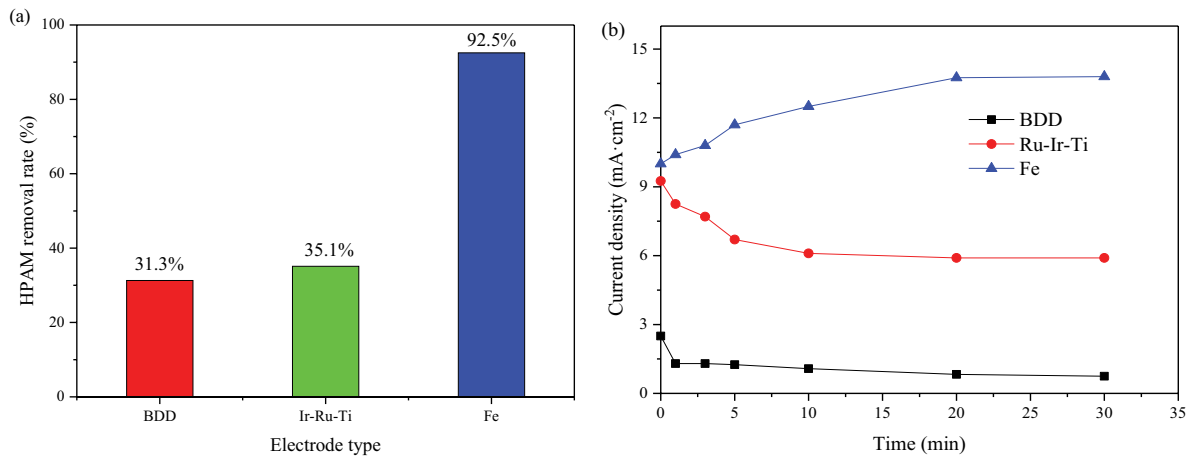 (a)
100
80
60
40
20
0
HPAM removal rate (%)
31.3%
35.1%
92.5%
BDD
Ir-Ru-Ti
Fe
Electrode type
(b)
15
12
9
6
3
0
Current density (mA·cm⁻²)
BDD
Ru-Ir-Ti
Fe
0 5 10 15 20 25 30 35
Time (min)